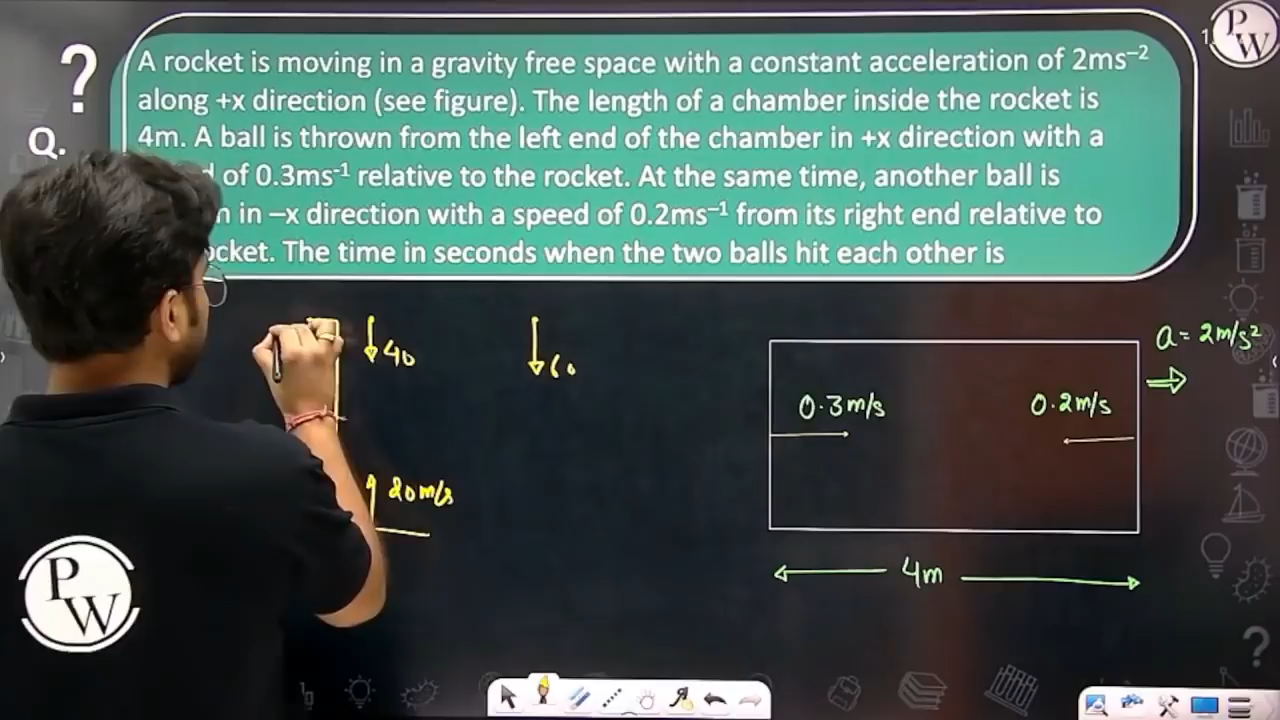 ?
Q.
A rocket is moving in a gravity free space with a constant acceleration of 2ms⁻²
along +x direction (see figure). The length of a chamber inside the rocket is
4m. A ball is thrown from the left end of the chamber in +x direction with a
of 0.3ms⁻¹ relative to the rocket. At the same time, another ball is
in –x direction with a speed of 0.2ms⁻¹ from its right end relative to
The time in seconds when the two balls hit each other is
PW
40
60
20m/s
a = 2m/s²
0.3m/s
0.2m/s
4m
PW